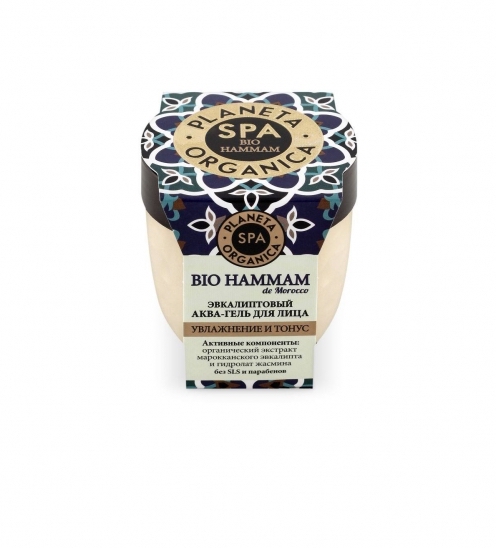 PLANETA
SPA
BIO
HAMMAM
ORGANICA
PLANETA
SPA
ORGANICA
BIO HAMMAM
de Morocco
ЭВКАЛИПТОВЫЙ
АКВА-ГЕЛЬ ДЛЯ ЛИЦА
УВЛАЖНЕНИЕ И ТОНУС
Активные компоненты:
органический экстракт
марокканского эвкалипта
и гидролат жасмина
без SLS и парабенов